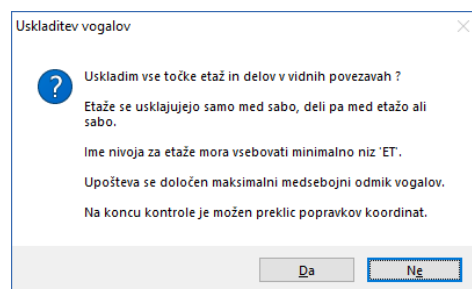 Uskladitev vogalov
Uskladim vse točke etaž in delov v vidnih povezavah ?
Etaže se usklajujejo samo med sabo, deli pa med etažo ali
sabo.
Ime nivoja za etaže mora vsebovati minimalno niz 'ET'.
Upošteva se določen maksimalni medsebojni odmik vogalov.
Na koncu kontrole je možen preklic popravkov koordinat.
Da
Ne